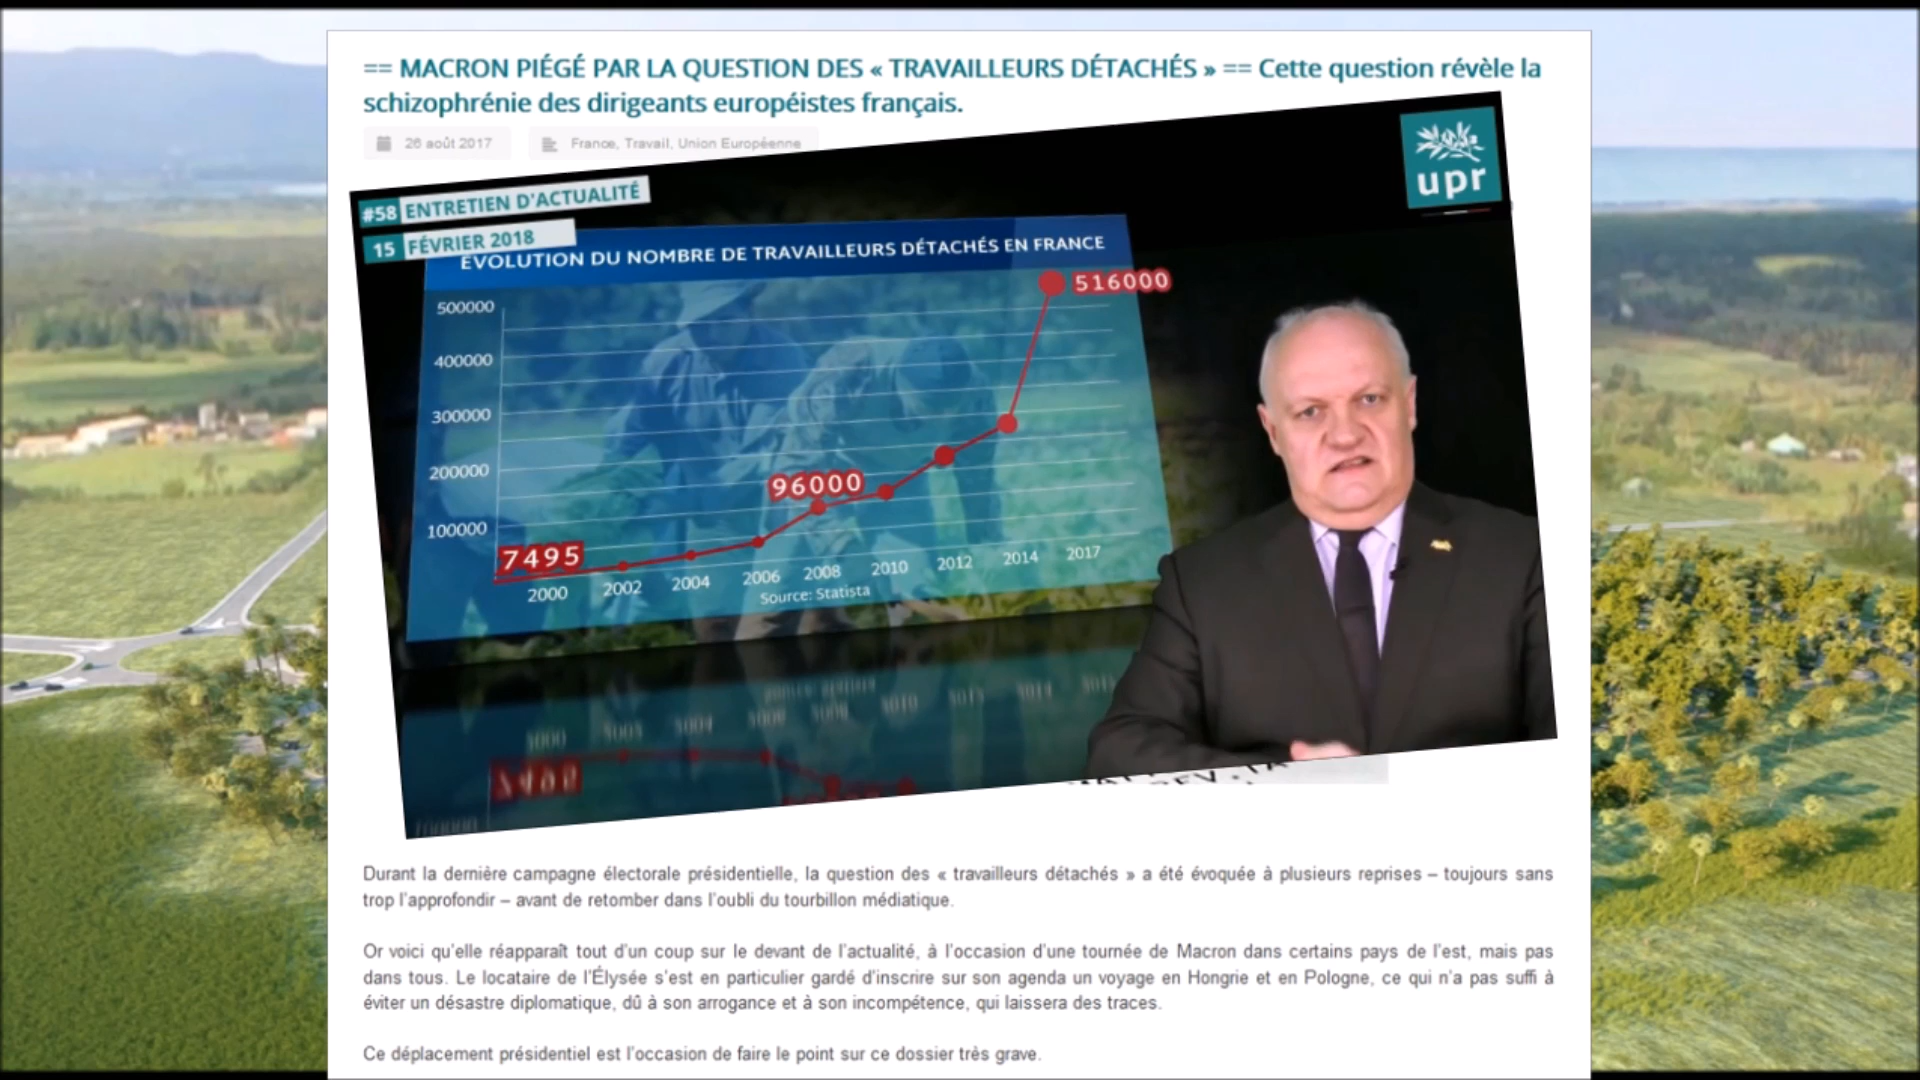 == MACRON PIÉGÉ PAR LA QUESTION DES « TRAVAILLEURS DÉTACHÉS » == Cette question révèle la
schizophrénie des dirigeants européistes français.
26 août 2017
France, Travail, Union Européenne
upr
#58 ENTRETIEN D'ACTUALITÉ
15 FÉVRIER 2018
EVOLUTION DU NOMBRE DE TRAVAILLEURS DÉTACHÉS EN FRANCE
516000
500000
400000
300000
200000
96000
100000
7495
2000 2002 2004 2006 2008 2010 2012 2014 2017
Source: Statista
Durant la dernière campagne électorale présidentielle, la question des « travailleurs détachés » a été évoquée à plusieurs reprises – toujours sans
trop l'approfondir – avant de retomber dans l'oubli du tourbillon médiatique.
Or voici qu'elle réapparaît tout d'un coup sur le devant de l'actualité, à l'occasion d'une tournée de Macron dans certains pays de l'est, mais pas
dans tous. Le locataire de l'Élysée s'est en particulier gardé d'inscrire sur son agenda un voyage en Hongrie et en Pologne, ce qui n'a pas suffi à
éviter un désastre diplomatique, dû à son arrogance et à son incompétence, qui laissera des traces.
Ce déplacement présidentiel est l'occasion de faire le point sur ce dossier très grave.